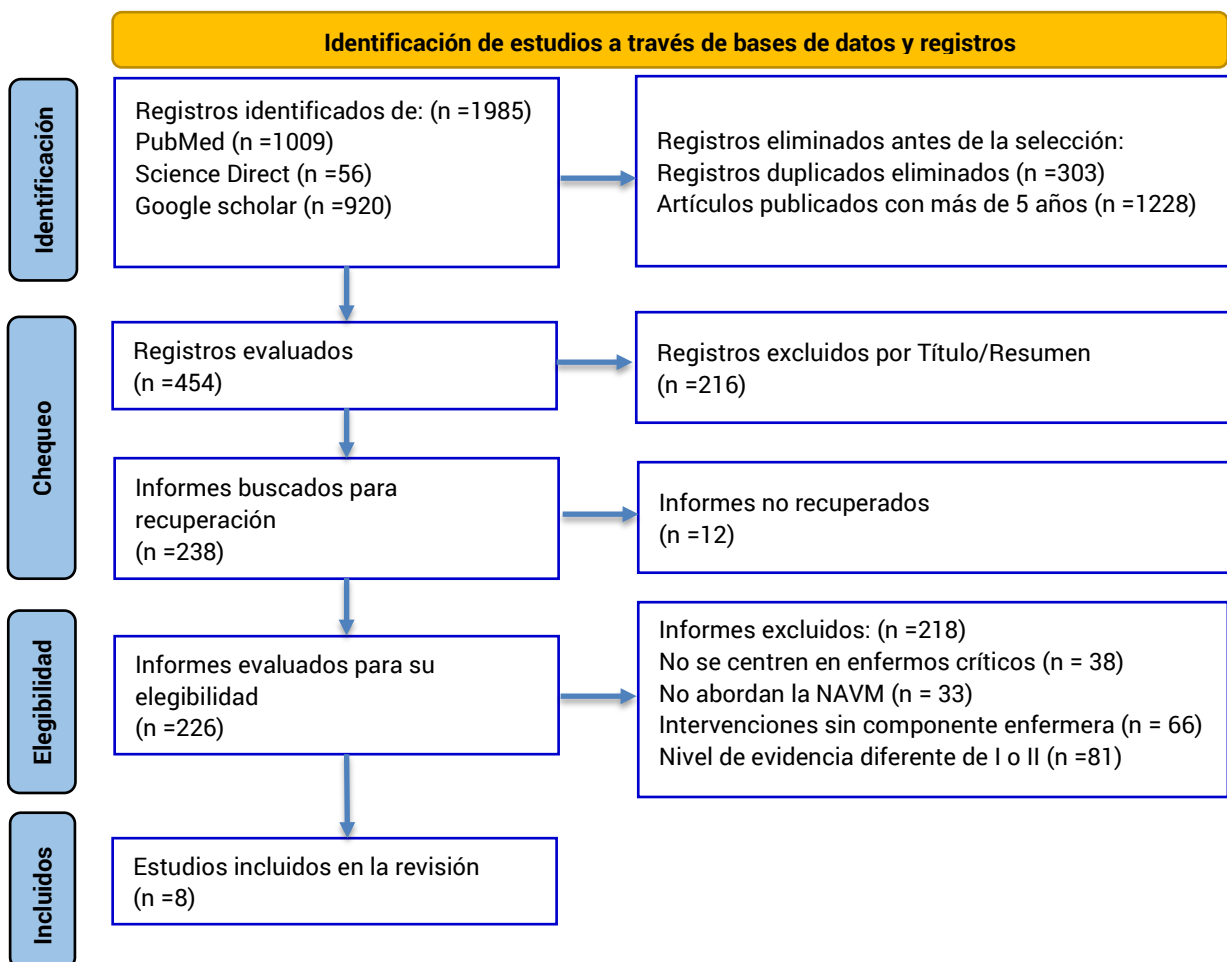 Identificación de estudios a través de bases de datos y registros
Identificación
Registros identificados de: (n =1985)
PubMed (n =1009)
Science Direct (n =56)
Google scholar (n =920)
Registros eliminados antes de la selección:
Registros duplicados eliminados (n =303)
Artículos publicados con más de 5 años (n =1228)
Chequeo
Registros evaluados
(n =454)
Registros excluidos por Título/Resumen
(n =216)
Informes buscados para
recuperación
(n =238)
Informes no recuperados
(n =12)
Elegibilidad
Informes evaluados para su
elegibilidad
(n =226)
Informes excluidos: (n =218)
No se centren en enfermos críticos (n = 38)
No abordan la NAVM (n = 33)
Intervenciones sin componente enfermera (n = 66)
Nivel de evidencia diferente de I o II (n =81)
Incluidos
Estudios incluidos en la revisión
(n =8)